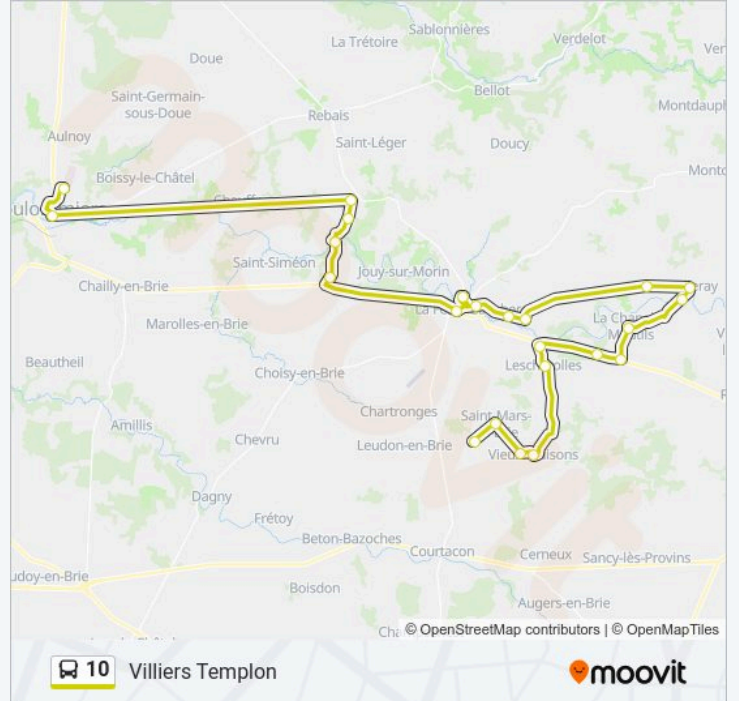 Sablonnières
La Trétoire
Verdelot
Doue
Bellot
Saint-Germain-
sous-Doue
Rebais
Montdauph
Aulnoy
Saint-Léger
Doucy
Boissy-le-Châtel
Saint-Siméon
Jouy-sur-Morin
Chailly-en-Brie
Marolles-en-Brie
Beautheil
Choisy-en-Brie
Chartronges
Saint-Mars-
Amillis
Chevru
Leudon-en-Brie
Dagny
Frétoy
Beton-Bazoches
Courtacon
Cerneux
Sancy-lès-Provins
udoy-en-Brie
Boisdon
Augers-en-Brie
© OpenStreetMap contributors | © OpenMapTiles
10 Villiers Templon
moovit